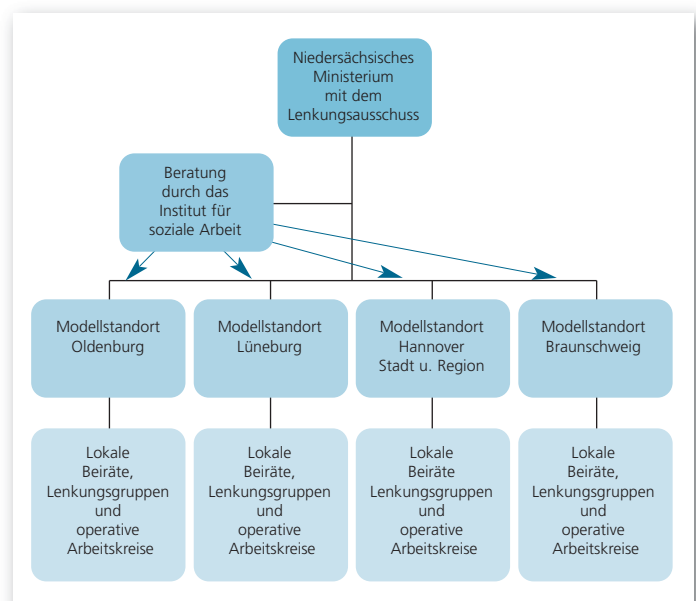 Niedersächsisches
Ministerium
mit dem
Lenkungsausschuss
Beratung
durch das
Institut für
soziale Arbeit
Modellstandort
Oldenburg
Modellstandort
Lüneburg
Modellstandort
Hannover
Stadt u. Region
Modellstandort
Braunschweig
Lokale
Beiräte,
Lenkungsgruppen
und
operative
Arbeitskreise
Lokale
Beiräte,
Lenkungsgruppen
und
operative
Arbeitskreise
Lokale
Beiräte
Lenkungsgruppen
und
operative
Arbeitskreise
Lokale
Beiräte,
Lenkungsgruppen
und
operative
Arbeitskreise